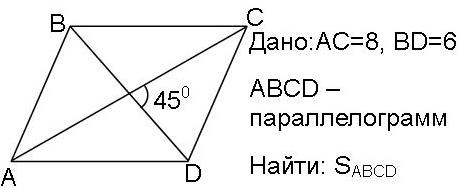 B
C
Дано:AC=8, BD=6
45⁰
ABCD –
параллелограмм
A
D
Найти: S_ABCD